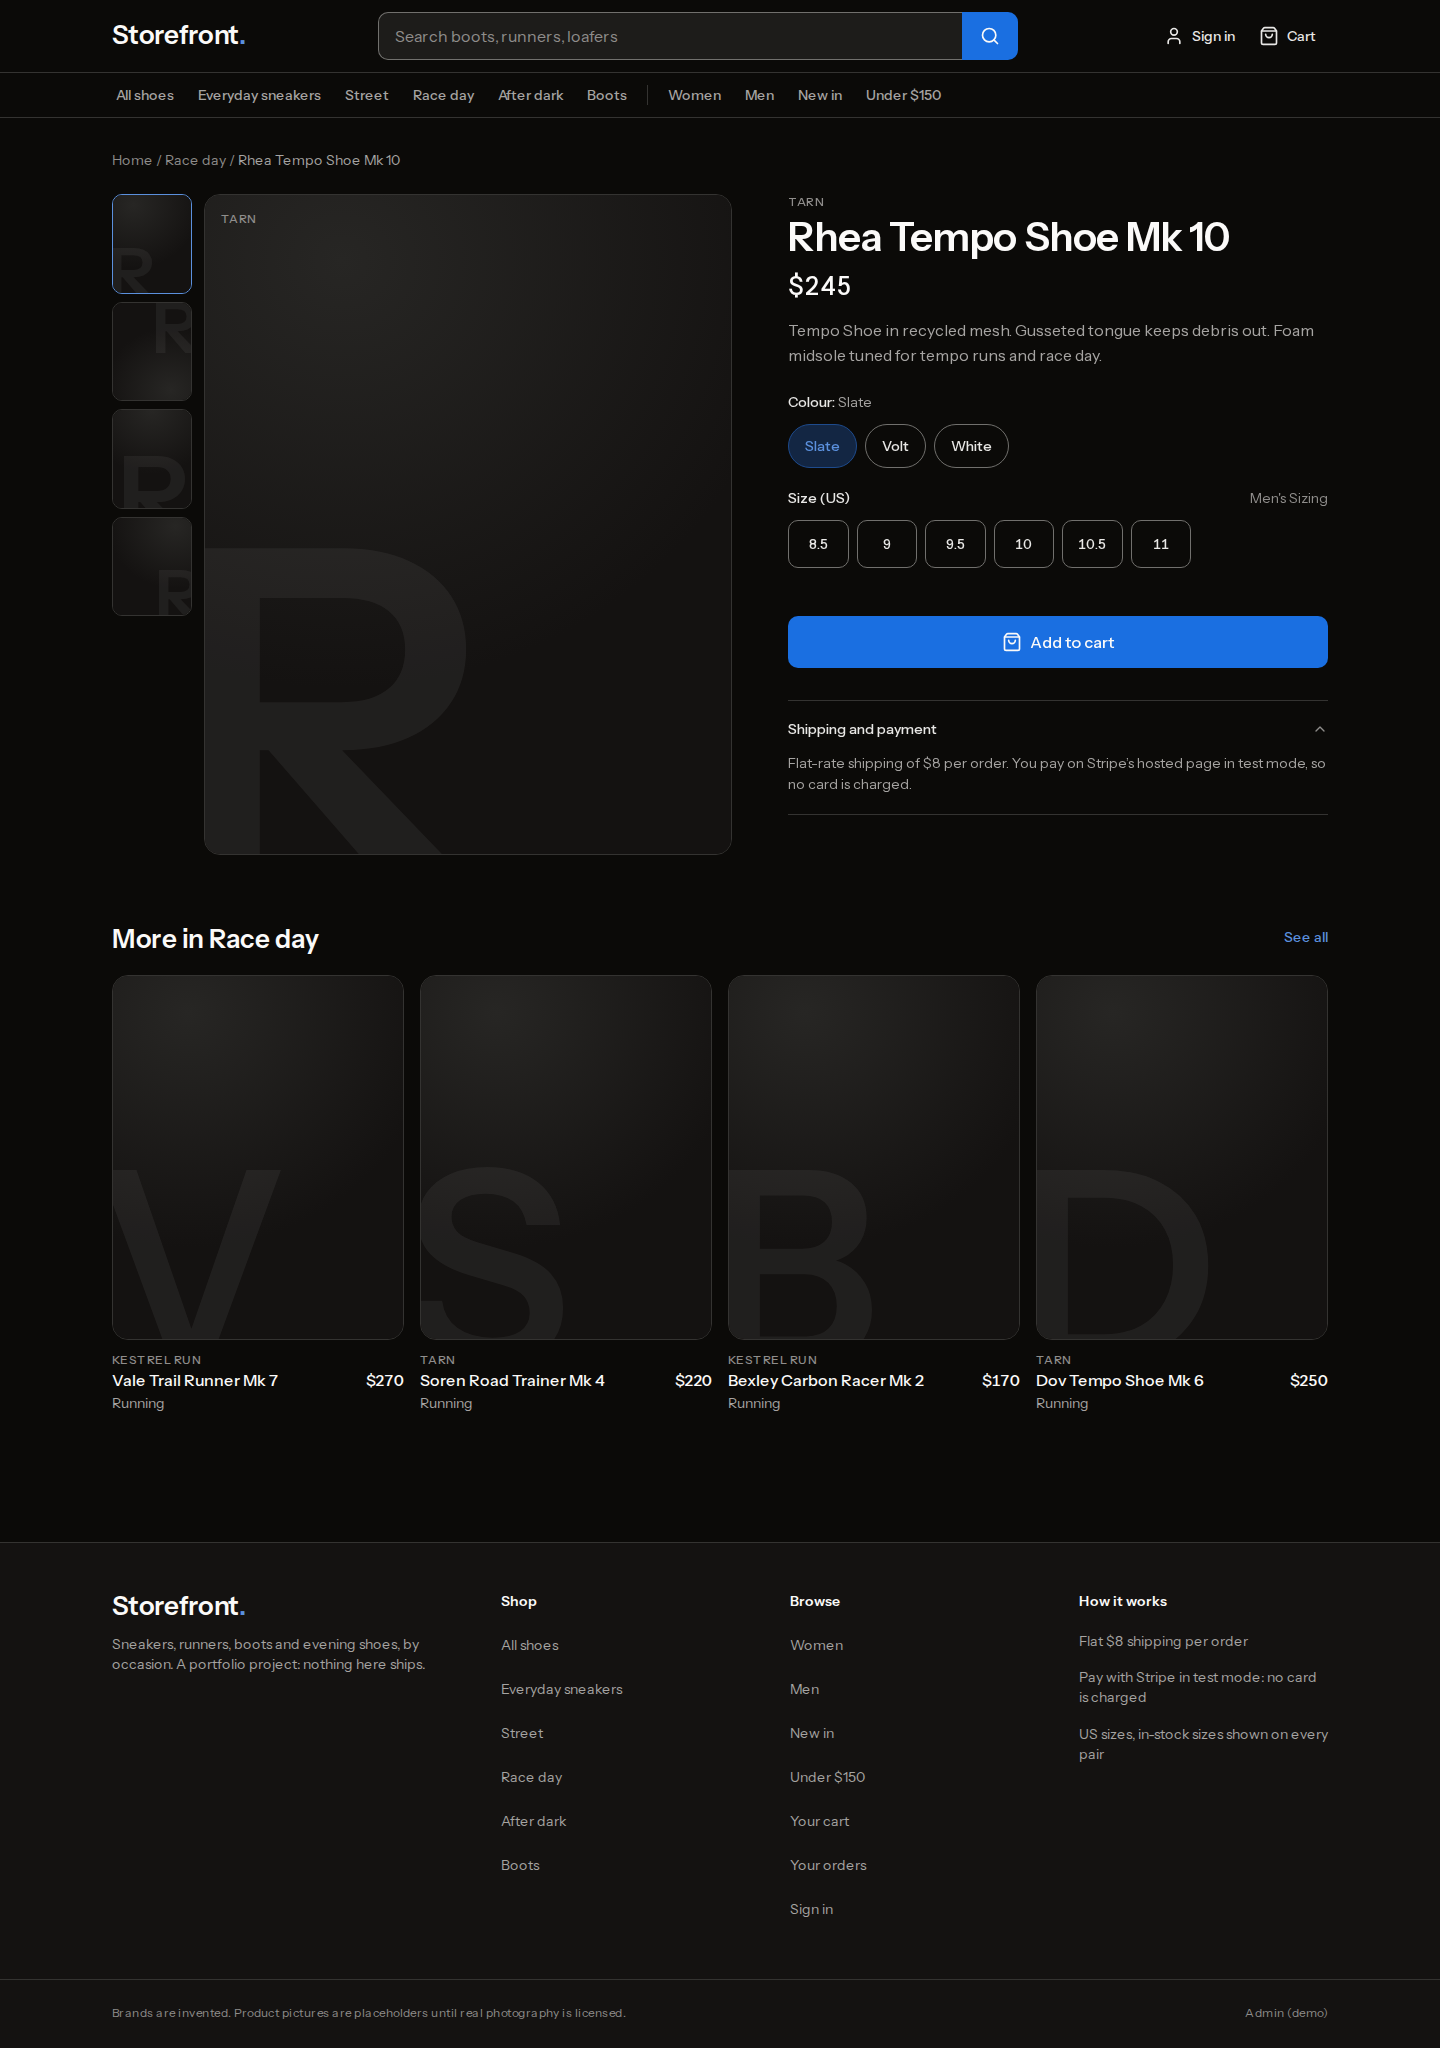 Storefront.
Search boots, runners, loafers
Sign in
Cart
All shoes
Everyday sneakers
Street
Race day
After dark
Boots
Women
Men
New in
Under $150
Home / Race day / Rhea Tempo Shoe Mk 10
R
R
R
R
TARN
R
TARN
Rhea Tempo Shoe Mk 10
$245
Tempo Shoe in recycled mesh. Gusseted tongue keeps debris out. Foam
midsole tuned for tempo runs and race day.
Colour: Slate
Slate
Volt
White
Size (US)
Men's Sizing
8.5
9
9.5
10
10.5
11
Add to cart
Shipping and payment
Flat-rate shipping of $8 per order. You pay on Stripe's hosted page in test mode, so
no card is charged.
More in Race day
See all
V
KESTREL RUN
Vale Trail Runner Mk 7
$270
Running
S
TARN
Soren Road Trainer Mk 4
$220
Running
B
KESTREL RUN
Bexley Carbon Racer Mk 2
$170
Running
D
TARN
Dov Tempo Shoe Mk 6
$250
Running
Storefront.
Sneakers, runners, boots and evening shoes, by
occasion. A portfolio project: nothing here ships.
Shop
All shoes
Everyday sneakers
Street
Race day
After dark
Boots
Browse
Women
Men
New in
Under $150
Your cart
Your orders
Sign in
How it works
Flat $8 shipping per order
Pay with Stripe in test mode: no card
is charged
US sizes, in-stock sizes shown on every
pair
Brands are invented. Product pictures are placeholders until real photography is licensed.
Admin (demo)